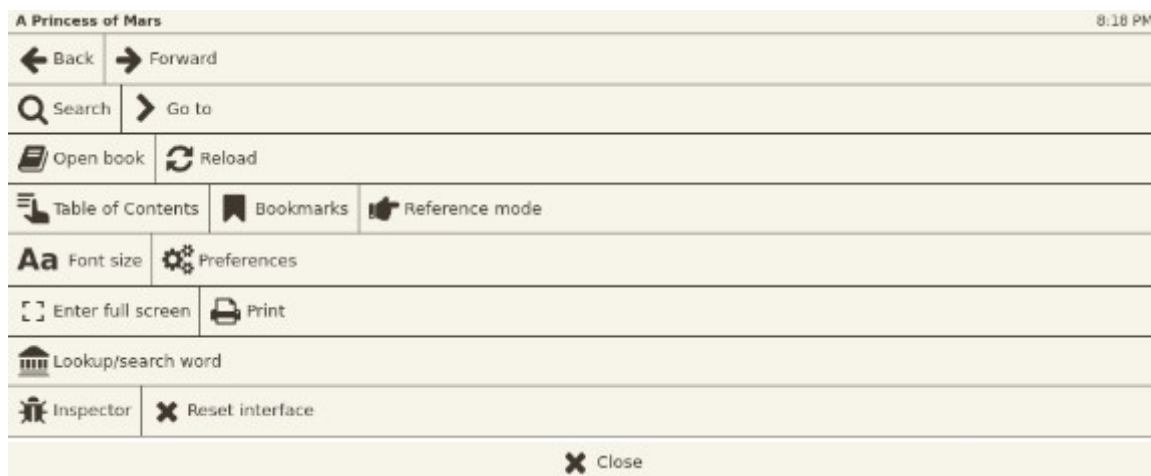 A Princess of Mars 8:18 PM
Back Forward
Search Go to
Open book Reload
Table of Contents Bookmarks Reference mode
Aa Font size Preferences
Enter full screen Print
Lookup/search word
Inspector Reset interface
Close